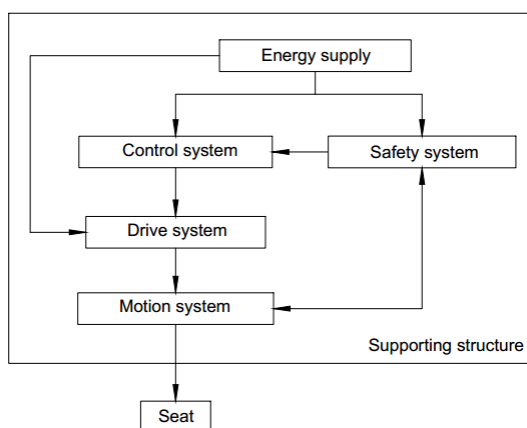 Energy supply
Control system
Safety system
Drive system
Motion system
Supporting structure
Seat